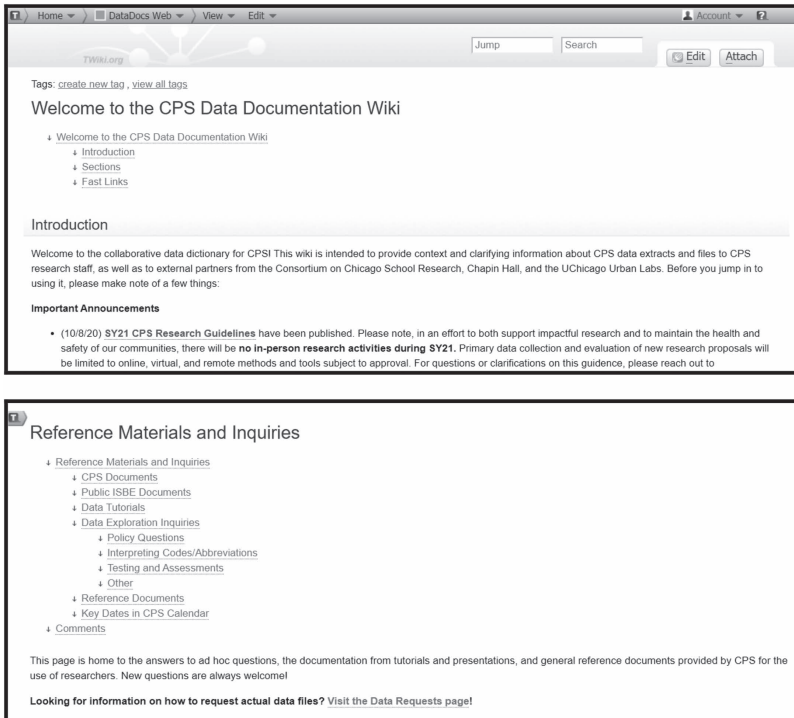 T Home DataDocs Web View Edit Account
TWiki.org Jump Search Edit Attach
Tags: create new tag , view all tags
Welcome to the CPS Data Documentation Wiki
Welcome to the CPS Data Documentation Wiki
Introduction
Sections
Fast Links
Introduction
Welcome to the collaborative data dictionary for CPS! This wiki is intended to provide context and clarifying information about CPS data extracts and files to CPS
research staff, as well as to external partners from the Consortium on Chicago School Research, Chapin Hall, and the UChicago Urban Labs. Before you jump in to
using it, please make note of a few things:
Important Announcements
• (10/8/20) SY21 CPS Research Guidelines have been published. Please note, in an effort to both support impactful research and to maintain the health and
safety of our communities, there will be no in-person research activities during SY21. Primary data collection and evaluation of new research proposals will
be limited to online, virtual, and remote methods and tools subject to approval. For questions or clarifications on this guidance, please reach out to
T
Reference Materials and Inquiries
Reference Materials and Inquiries
CPS Documents
Public ISBE Documents
Data Tutorials
Data Exploration Inquiries
Policy Questions
Interpreting Codes/Abbreviations
Testing and Assessments
Other
Reference Documents
Key Dates in CPS Calendar
Comments
This page is home to the answers to ad hoc questions, the documentation from tutorials and presentations, and general reference documents provided by CPS for the
use of researchers. New questions are always welcome!
Looking for information on how to request actual data files? Visit the Data Requests page!